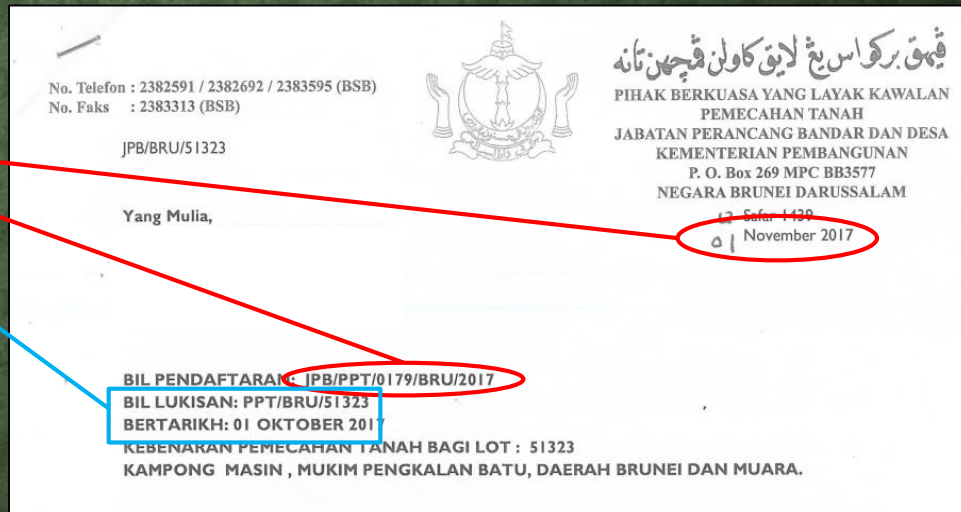 No. Telefon : 2382591 / 2382692 / 2383595 (BSB)
No. Faks : 2383313 (BSB)
JPB/BRU/51323
Yang Mulia,
ڤيهق برکواس يڠ لايق کاولن ڤمچهن تانه
PIHAK BERKUASA YANG LAYAK KAWALAN
PEMECAHAN TANAH
JABATAN PERANCANG BANDAR DAN DESA
KEMENTERIAN PEMBANGUNAN
P. O. Box 269 MPC BB3577
NEGARA BRUNEI DARUSSALAM
Safar 1439
01 November 2017
BIL PENDAFTARAN: JPB/PPT/0179/BRU/2017
BIL LUKISAN: PPT/BRU/51323
BERTARIKH: 01 OKTOBER 2017
KEBENARAN PEMECAHAN TANAH BAGI LOT : 51323
KAMPONG MASIN , MUKIM PENGKALAN BATU, DAERAH BRUNEI DAN MUARA.